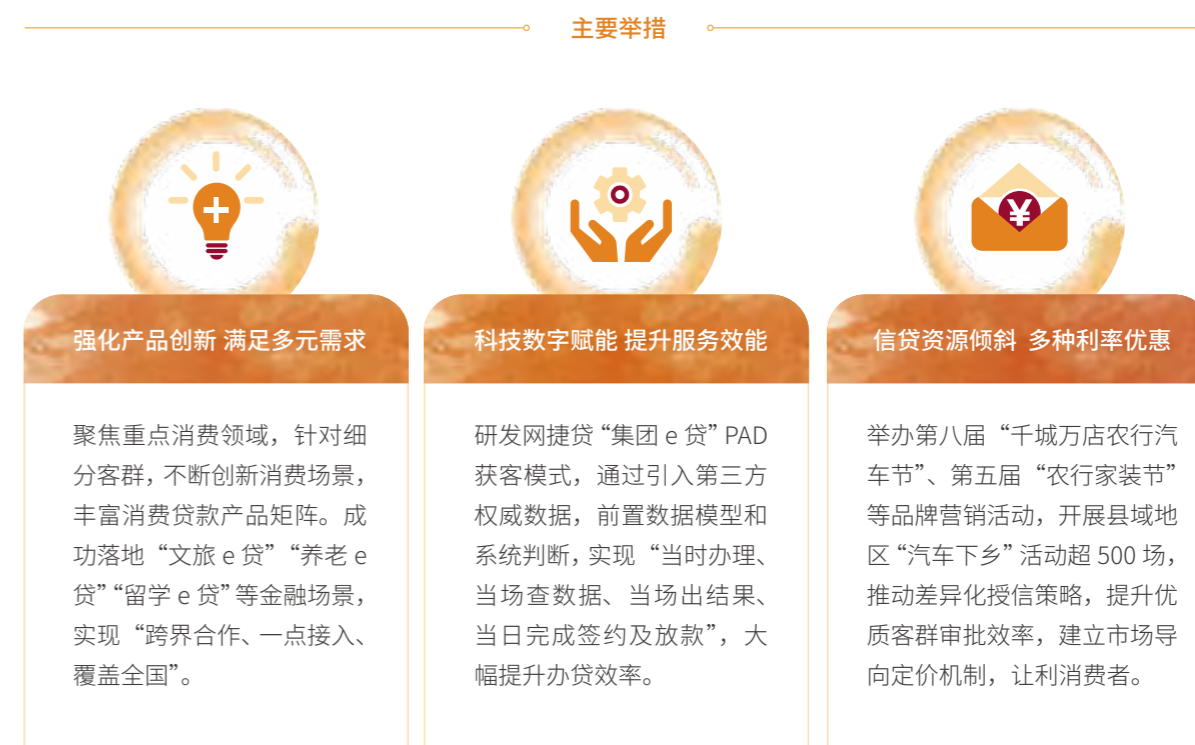 主要举措
强化产品创新 满足多元需求
聚焦重点消费领域，针对细
分客群，不断创新消费场景，
丰富消费贷款产品矩阵。成
功落地“文旅 e 贷”“养老 e
贷”“留学 e 贷”等金融场景，
实现“跨界合作、一点接入、
覆盖全国”。
科技数字赋能 提升服务效能
研发网捷贷“集团 e 贷”PAD
获客模式，通过引入第三方
权威数据，前置数据模型和
系统判断，实现“当时办理、
当场查数据、当场出结果、
当日完成签约及放款”，大
幅提升办贷效率。
信贷资源倾斜 多种利率优惠
举办第八届“千城万店农行汽
车节”、第五届“农行家装节”
等品牌营销活动，开展县域地
区“汽车下乡”活动超 500 场，
推动差异化授信策略，提升优
质客群审批效率，建立市场导
向定价机制，让利消费者。